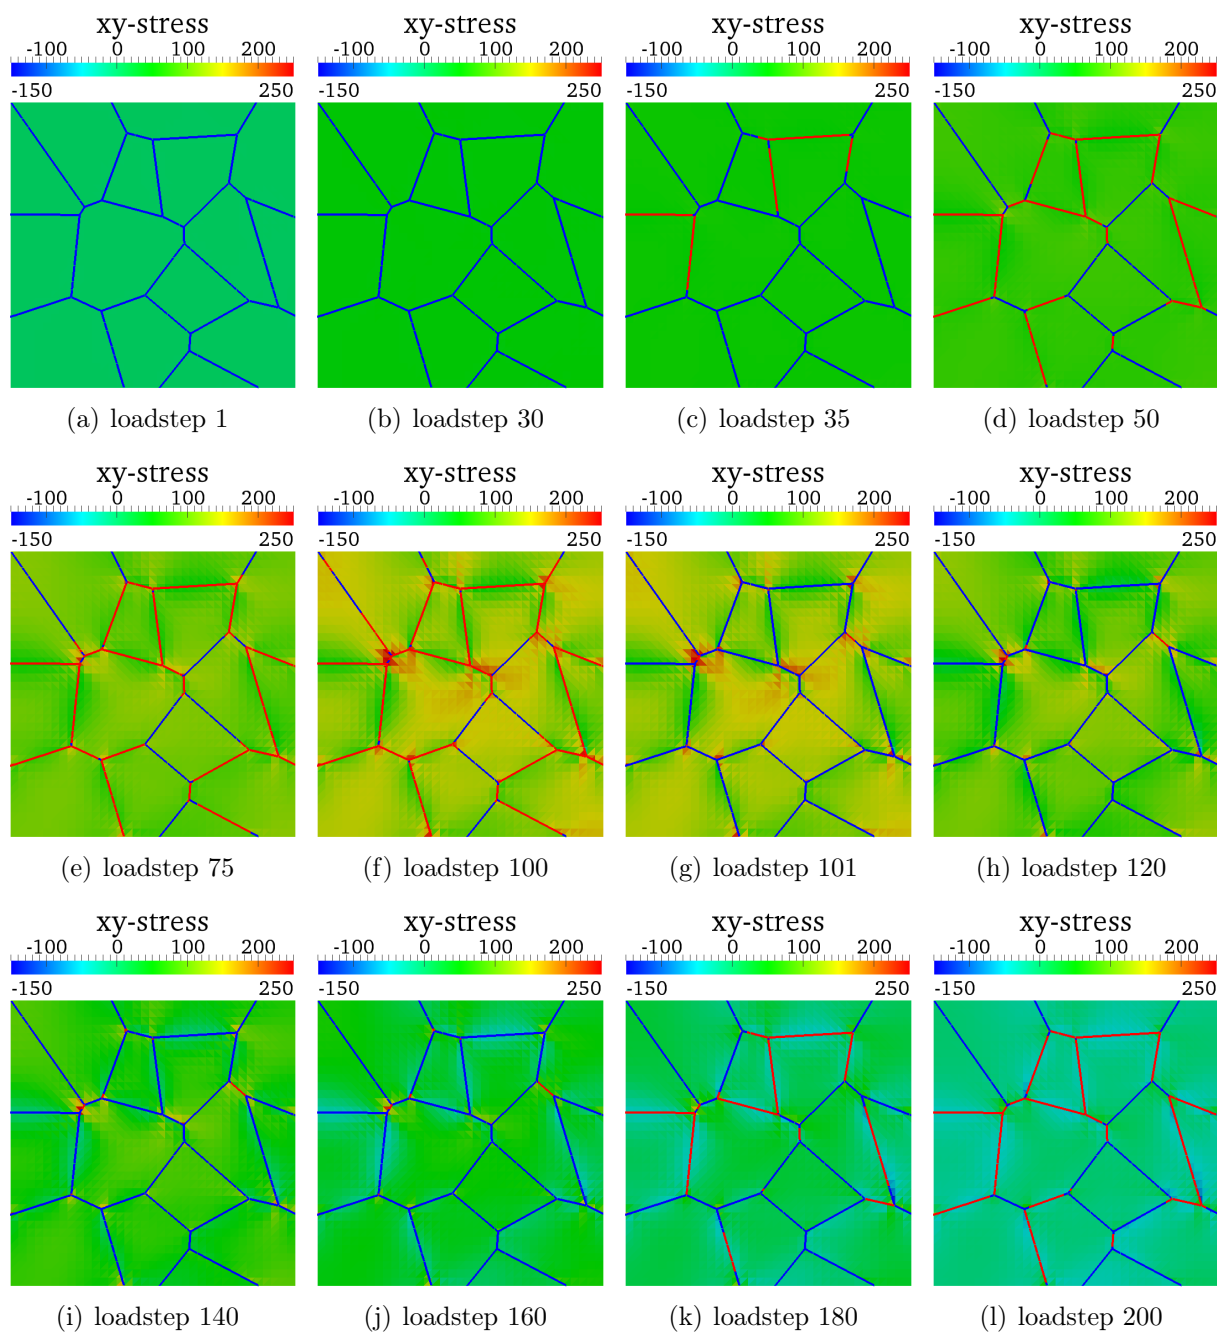 xy-stress xy-stress xy-stress xy-stress
-100 0 100 200 -100 0 100 200 -100 0 100 200 -100 0 100 200
-150 250 -150 250 -150 250 -150 250
(a) loadstep 1 (b) loadstep 30 (c) loadstep 35 (d) loadstep 50
xy-stress xy-stress xy-stress xy-stress
-100 0 100 200 -100 0 100 200 -100 0 100 200 -100 0 100 200
-150 250 -150 250 -150 250 -150 250
(e) loadstep 75 (f) loadstep 100 (g) loadstep 101 (h) loadstep 120
xy-stress xy-stress xy-stress xy-stress
-100 0 100 200 -100 0 100 200 -100 0 100 200 -100 0 100 200
-150 250 -150 250 -150 250 -150 250
(i) loadstep 140 (j) loadstep 160 (k) loadstep 180 (l) loadstep 200